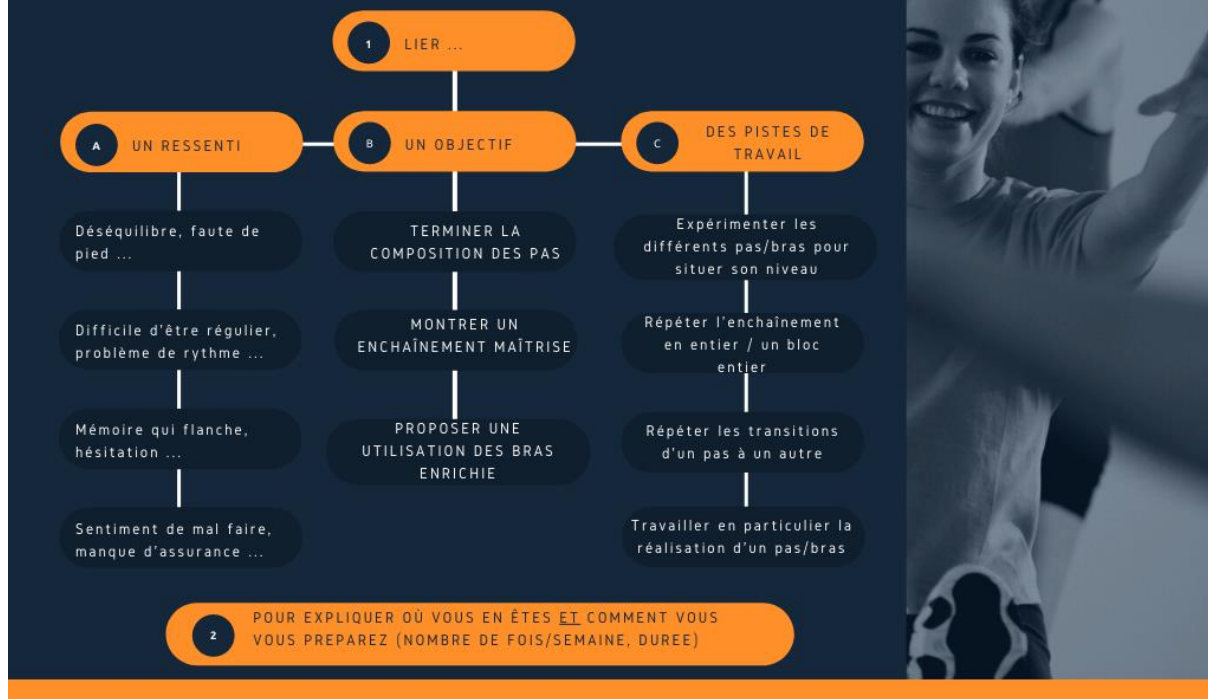 1 LIER ...
A UN RESSENTI
B UN OBJECTIF
C DES PISTES DE
TRAVAIL
Déséquilibre, faute de
pied ...
Difficile d'être régulier,
problème de rythme ...
Mémoire qui flanche,
hésitation ...
Sentiment de mal faire,
manque d'assurance ...
TERMINER LA
COMPOSITION DES PAS
MONTRER UN
ENCHAÎNEMENT MAÎTRISE
PROPOSER UNE
UTILISATION DES BRAS
ENRICHIE
Expérimenter les
différents pas/bras pour
situer son niveau
Répéter l'enchaînement
en entier / un bloc
entier
Répéter les transitions
d'un pas à un autre
Travailler en particulier la
réalisation d'un pas/bras
2 POUR EXPLIQUER OÙ VOUS EN ÊTES ET COMMENT VOUS
VOUS PREPAREZ (NOMBRE DE FOIS/SEMAINE, DUREE)